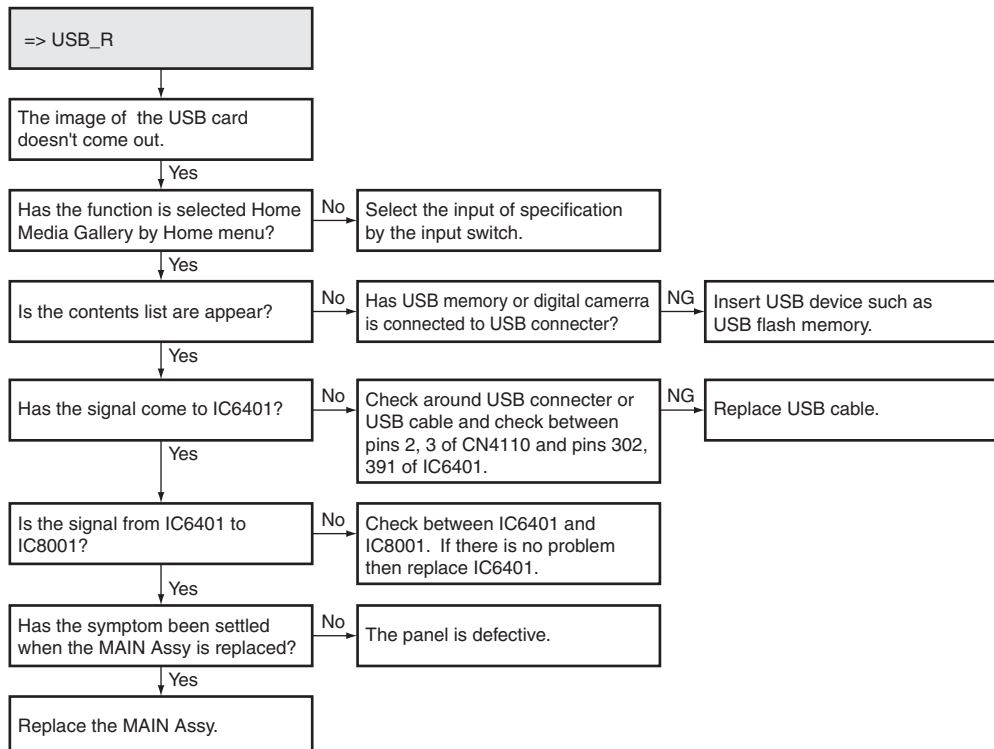 => USB_R
The image of the USB card
doesn't come out.
Yes
Has the function is selected Home
Media Gallery by Home menu?
No
Select the input of specification
by the input switch.
Yes
Is the contents list are appear?
No
Has USB memory or digital camerra
is connected to USB connecter?
NG
Insert USB device such as
USB flash memory.
Yes
Has the signal come to IC6401?
No
Check around USB connecter or
USB cable and check between
pins 2, 3 of CN4110 and pins 302,
391 of IC6401.
NG
Replace USB cable.
Yes
Is the signal from IC6401 to
IC8001?
No
Check between IC6401 and
IC8001. If there is no problem
then replace IC6401.
Yes
Has the symptom been settled
when the MAIN Assy is replaced?
No
The panel is defective.
Yes
Replace the MAIN Assy.